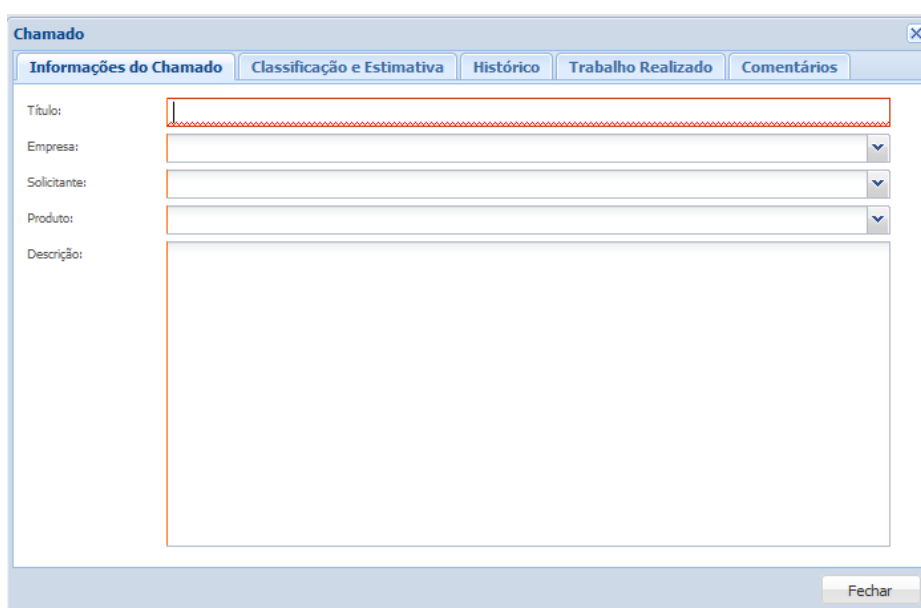 Chamado
Informações do Chamado Classificação e Estimativa Histórico Trabalho Realizado Comentários
Título:
Empresa:
Solicitante:
Produto:
Descrição:
Fechar